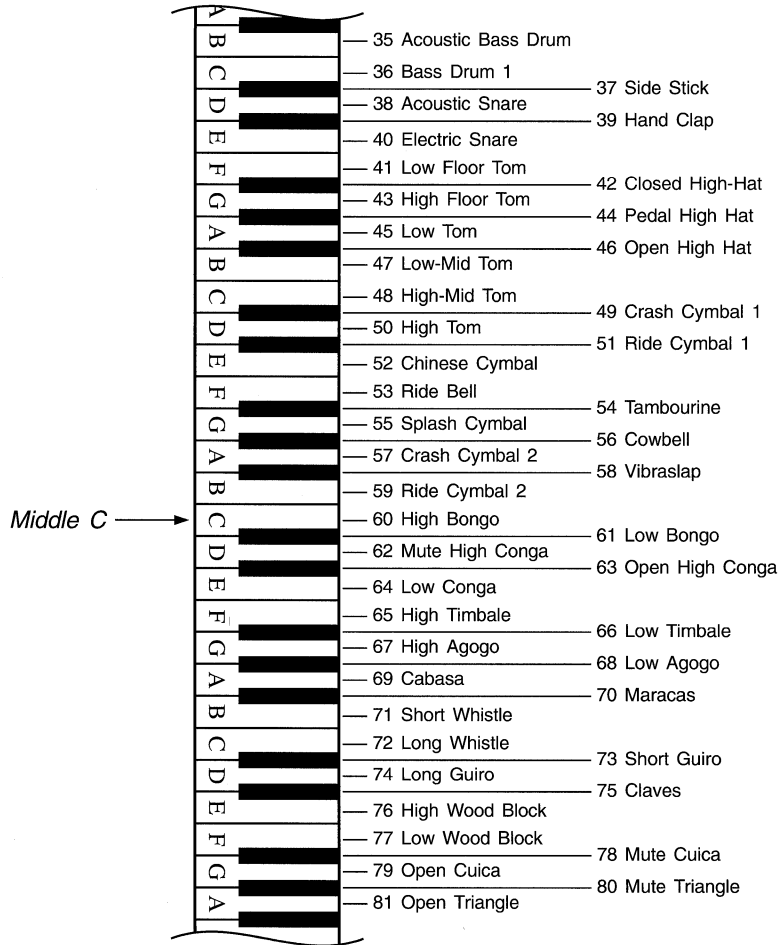 A
B 35 Acoustic Bass Drum
C 36 Bass Drum 1
37 Side Stick
D 38 Acoustic Snare
39 Hand Clap
E 40 Electric Snare
F 41 Low Floor Tom
42 Closed High-Hat
G 43 High Floor Tom
44 Pedal High Hat
A 45 Low Tom
46 Open High Hat
B 47 Low-Mid Tom
C 48 High-Mid Tom
49 Crash Cymbal 1
D 50 High Tom
51 Ride Cymbal 1
E 52 Chinese Cymbal
F 53 Ride Bell
54 Tambourine
G 55 Splash Cymbal
56 Cowbell
A 57 Crash Cymbal 2
58 Vibraslap
B 59 Ride Cymbal 2
Middle C C 60 High Bongo
61 Low Bongo
D 62 Mute High Conga
63 Open High Conga
E 64 Low Conga
F 65 High Timbale
66 Low Timbale
G 67 High Agogo
68 Low Agogo
A 69 Cabasa
70 Maracas
B 71 Short Whistle
C 72 Long Whistle
73 Short Guiro
D 74 Long Guiro
75 Claves
E 76 High Wood Block
F 77 Low Wood Block
78 Mute Cuica
G 79 Open Cuica
80 Mute Triangle
A 81 Open Triangle